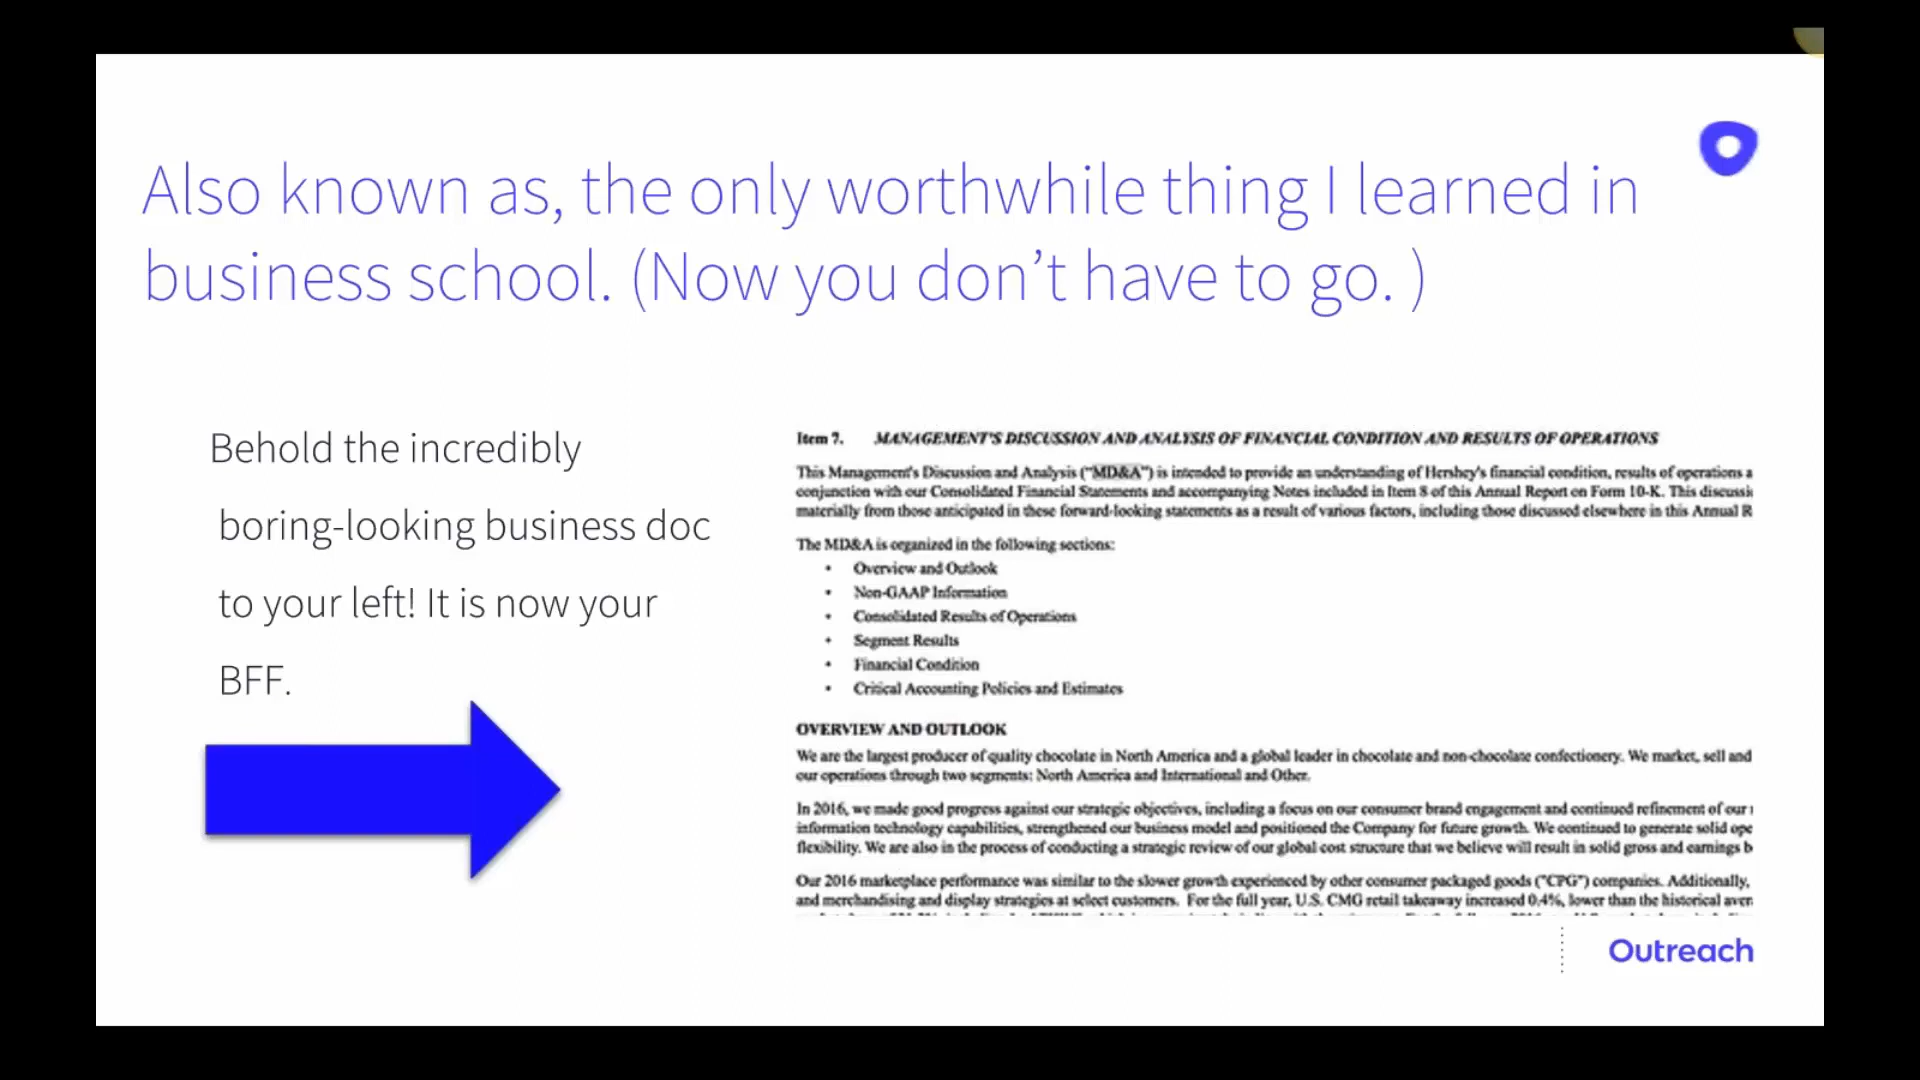 Also known as, the only worthwhile thing I learned in
business school. (Now you don’t have to go. )
Behold the incredibly
boring-looking business doc
to your left! It is now your
BFF.
Item 7. MANAGEMENT'S DISCUSSION AND ANALYSIS OF FINANCIAL CONDITION AND RESULTS OF OPERATIONS
This Management's Discussion and Analysis ("MD&A") is intended to provide an understanding of Hershey's financial condition, results of operations a
conjunction with our Consolidated Financial Statements and accompanying Notes included in Item 8 of this Annual Report on Form 10-K. This discussi
materially from those anticipated in these forward-looking statements as a result of various factors, including those discussed elsewhere in this Annual R
The MD&A is organized in the following sections:
• Overview and Outlook
• Non-GAAP Information
• Consolidated Results of Operations
• Segment Results
• Financial Condition
• Critical Accounting Policies and Estimates
OVERVIEW AND OUTLOOK
We are the largest producer of quality chocolate in North America and a global leader in chocolate and non-chocolate confectionery. We market, sell and
our operations through two segments: North America and International and Other.
In 2016, we made good progress against our strategic objectives, including a focus on our consumer brand engagement and continued refinement of our
information technology capabilities, strengthened our business model and positioned the Company for future growth. We continued to generate solid ope
flexibility. We are also in the process of conducting a strategic review of our global cost structure that we believe will result in solid gross and earnings b
Our 2016 marketplace performance was similar to the slower growth experienced by other consumer packaged goods ("CPG") companies. Additionally,
and merchandising and display strategies at select customers. For the full year, U.S. CMG retail takeaway increased 0.4%, lower than the historical aver
Outreach